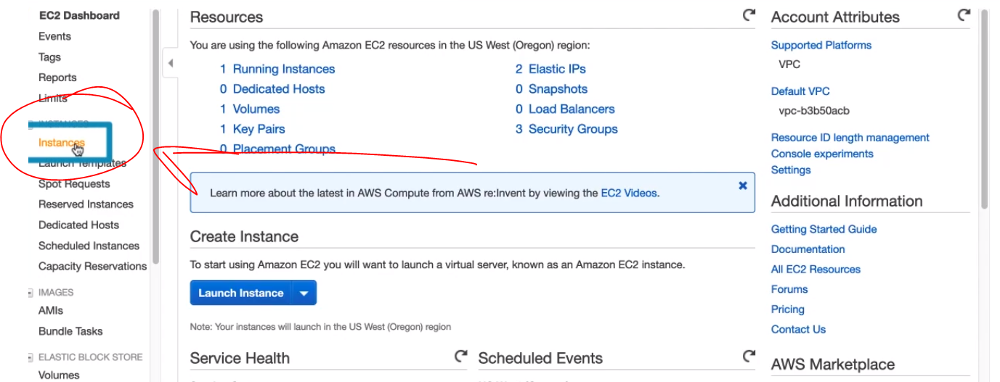 EC2 Dashboard
Events
Tags
Reports
Limits
INSTANCES
Instances
Launch Templates
Spot Requests
Reserved Instances
Dedicated Hosts
Scheduled Instances
Capacity Reservations
IMAGES
AMIs
Bundle Tasks
ELASTIC BLOCK STORE
Volumes
Resources
You are using the following Amazon EC2 resources in the US West (Oregon) region:
1 Running Instances
0 Dedicated Hosts
1 Volumes
1 Key Pairs
0 Placement Groups
2 Elastic IPs
0 Snapshots
0 Load Balancers
3 Security Groups
Learn more about the latest in AWS Compute from AWS re:Invent by viewing the EC2 Videos.
Create Instance
To start using Amazon EC2 you will want to launch a virtual server, known as an Amazon EC2 instance.
Launch Instance
Note: Your instances will launch in the US West (Oregon) region
Service Health
Scheduled Events
Account Attributes
Supported Platforms
VPC
Default VPC
vpc-b3b50acb
Resource ID length management
Console experiments
Settings
Additional Information
Getting Started Guide
Documentation
All EC2 Resources
Forums
Pricing
Contact Us
AWS Marketplace